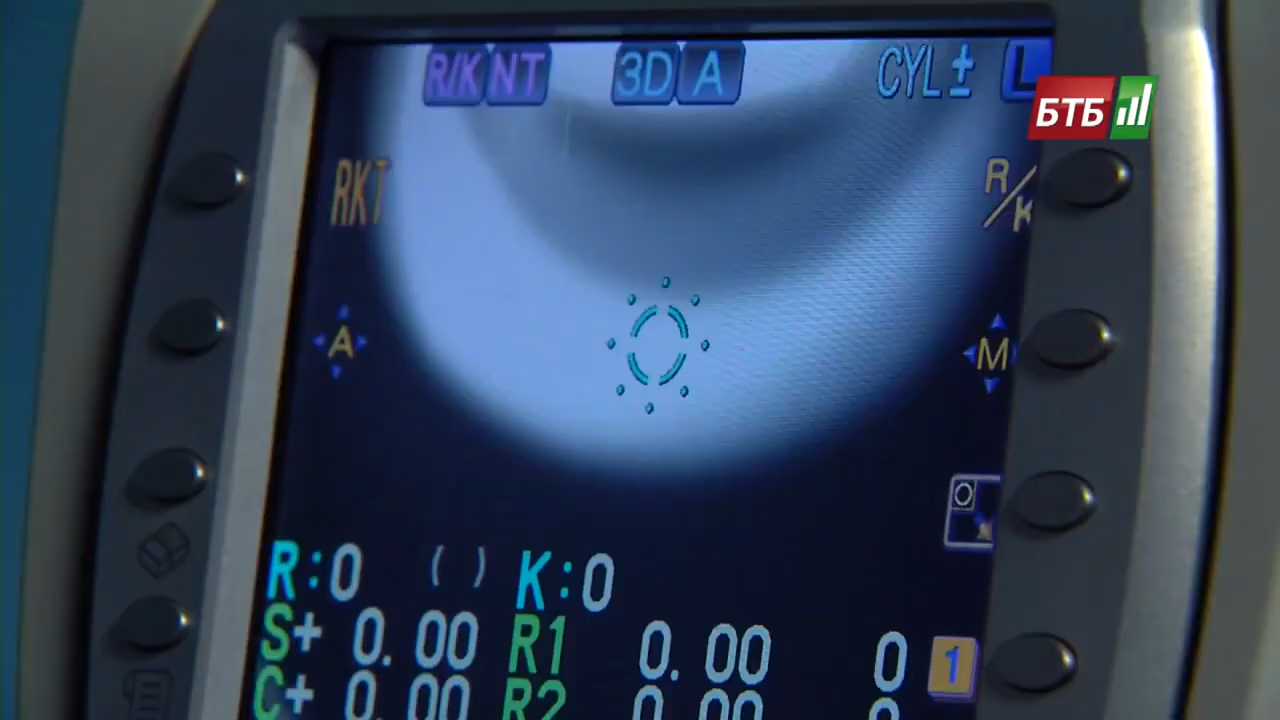 R/K NT 3D A CYL ± L
БТБ
RKT R/K
A M
R:0 ( ) K:0
S+ 0.00 R1 0.00 0 1
C+ 0.00 R2 0.00 0